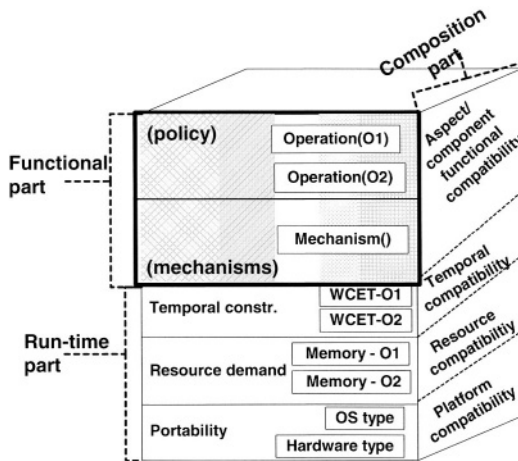 Composition
part
(policy)
Operation(O1)
Operation(O2)
Functional
part
Aspect/
component
functional
compatibility
Mechanism()
(mechanisms)
Temporal constr.
WCET-O1
WCET-O2
Temporal
compatibility
Run-time
part
Resource demand
Memory - O1
Memory - O2
Resource
compatibiltiy
Portability
OS type
Hardware type
Platform
compatibility